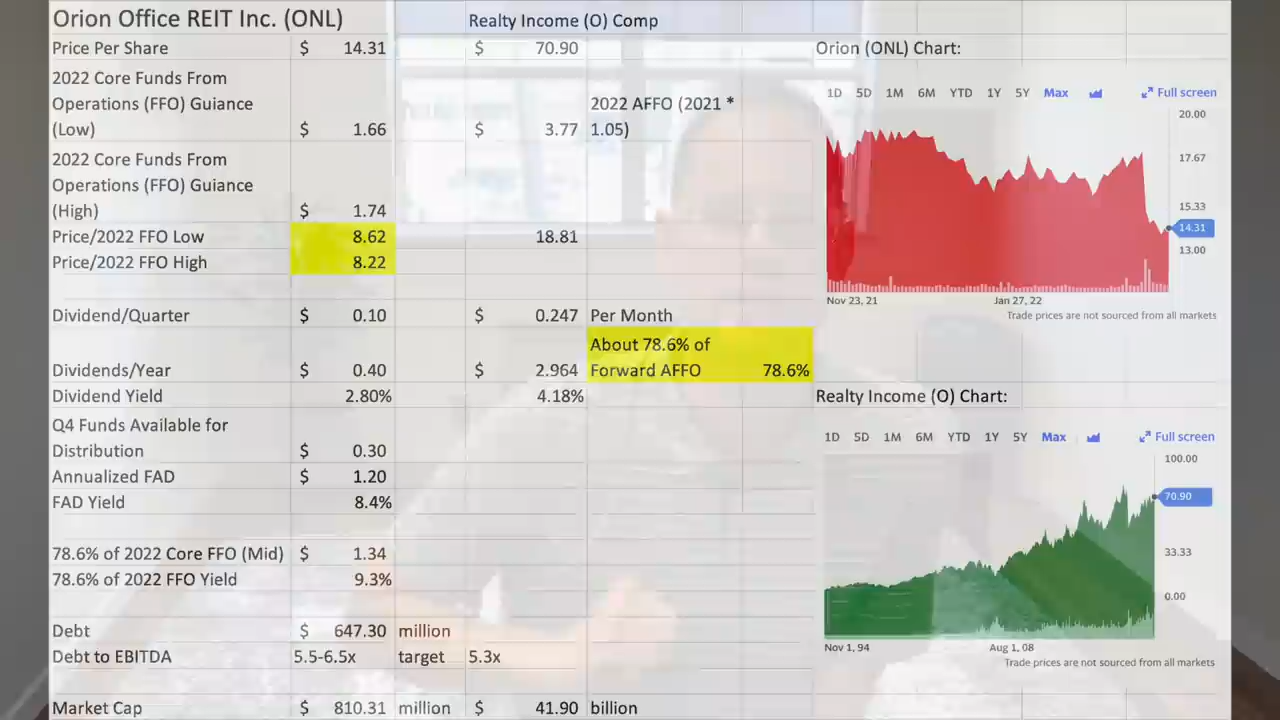 Orion Office REIT Inc. (ONL) Realty Income (O) Comp
Price Per Share $ 14.31 $ 70.90 Orion (ONL) Chart:
2022 Core Funds From
Operations (FFO) Guiance
(Low) $ 1.66 $ 3.77
2022 AFFO (2021 *
1.05)
2022 Core Funds From
Operations (FFO) Guiance
(High) $ 1.74
Price/2022 FFO Low 8.62 18.81
Price/2022 FFO High 8.22
1D 5D 1M 6M YTD 1Y 5Y Max Full screen
20.00
17.67
15.33
14.31
13.00
Nov 23, 21 Jan 27, 22
Trade prices are not sourced from all markets
Dividend/Quarter $ 0.10 $ 0.247 Per Month
Dividends/Year $ 0.40 $ 2.964
About 78.6% of
Forward AFFO 78.6%
Dividend Yield 2.80% 4.18%
Realty Income (O) Chart:
Q4 Funds Available for
Distribution $ 0.30
Annualized FAD $ 1.20
FAD Yield 8.4%
1D 5D 1M 6M YTD 1Y 5Y Max Full screen
100.00
70.90
33.33
0.00
Nov 1, 94 Aug 1, 08
Trade prices are not sourced from all markets
78.6% of 2022 Core FFO (Mid) $ 1.34
78.6% of 2022 FFO Yield 9.3%
Debt $ 647.30 million
Debt to EBITDA 5.5-6.5x target 5.3x
Market Cap $ 810.31 million $ 41.90 billion